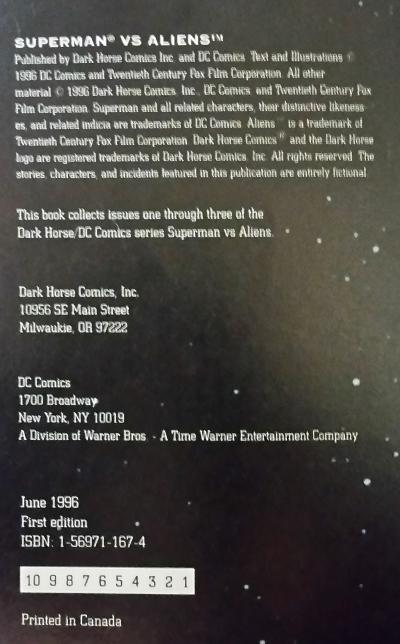 SUPERMAN® VS ALIENS™
Published by Dark Horse Comics Inc. and DC Comics Text and Illustrations ©
1996 DC Comics and Twentieth Century Fox Film Corporation. All other
material © 1996 Dark Horse Comics, Inc., DC Comics and Twentieth Century Fox
Film Corporation. Superman and all related characters, their distinctive likeness-
es, and related indicia are trademarks of DC Comics. Aliens™ is a trademark of
Twentieth Century Fox Film Corporation. Dark Horse Comics® and the Dark Horse
logo are registered trademarks of Dark Horse Comics, Inc. All rights reserved. The
stories, characters, and incidents featured in this publication are entirely fictional.
This book collects issues one through three of the
Dark Horse/DC Comics series Superman vs Aliens.
Dark Horse Comics, Inc.
10956 SE Main Street
Milwaukie, OR 97222
DC Comics
1700 Broadway
New York, NY 10019
A Division of Warner Bros. - A Time Warner Entertainment Company
June 1996
First edition
ISBN: 1-56971-167-4
10 9 8 7 6 5 4 3 2 1
Printed in Canada